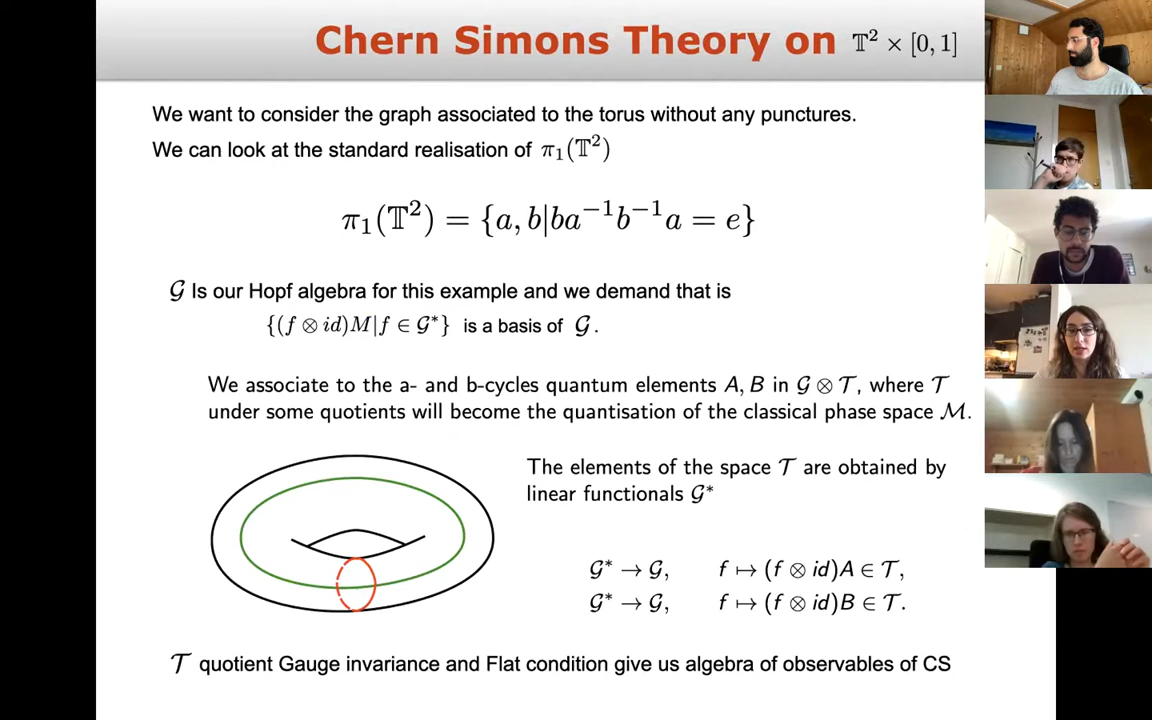 Chern Simons Theory on 𝕋² × [0, 1]
We want to consider the graph associated to the torus without any punctures.
We can look at the standard realisation of π₁(𝕋²)
π₁(𝕋²) = {a, b|ba⁻¹b⁻¹a = e}
𝒢 Is our Hopf algebra for this example and we demand that is
{(f ⊗ id)M|f ∈ 𝒢*} is a basis of 𝒢.
We associate to the a- and b-cycles quantum elements A, B in 𝒢 ⊗ 𝒯, where 𝒯
under some quotients will become the quantisation of the classical phase space ℳ.
The elements of the space 𝒯 are obtained by
linear functionals 𝒢*
𝒢* → 𝒢, f ↦ (f ⊗ id)A ∈ 𝒯,
𝒢* → 𝒢, f ↦ (f ⊗ id)B ∈ 𝒯.
𝒯 quotient Gauge invariance and Flat condition give us algebra of observables of CS